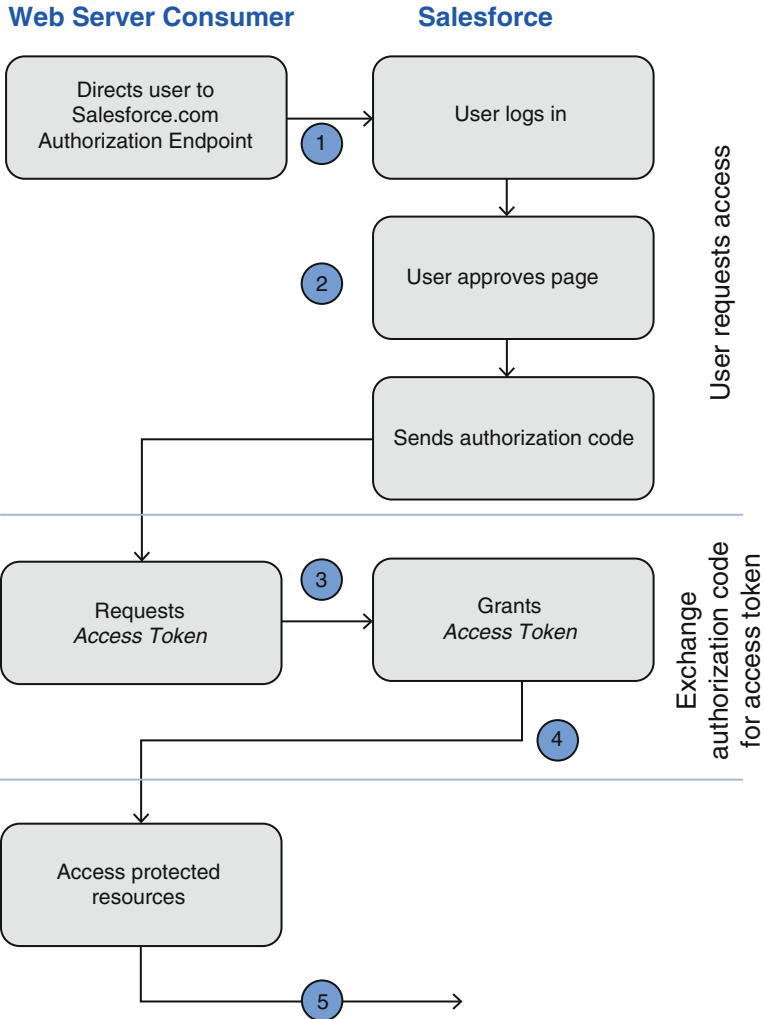 Web Server Consumer
Salesforce
Directs user to
Salesforce.com
Authorization Endpoint
1
User logs in
2
User approves page
Sends authorization code
User requests access
Requests
Access Token
3
Grants
Access Token
4
Exchange
authorization code
for access token
Access protected
resources
5